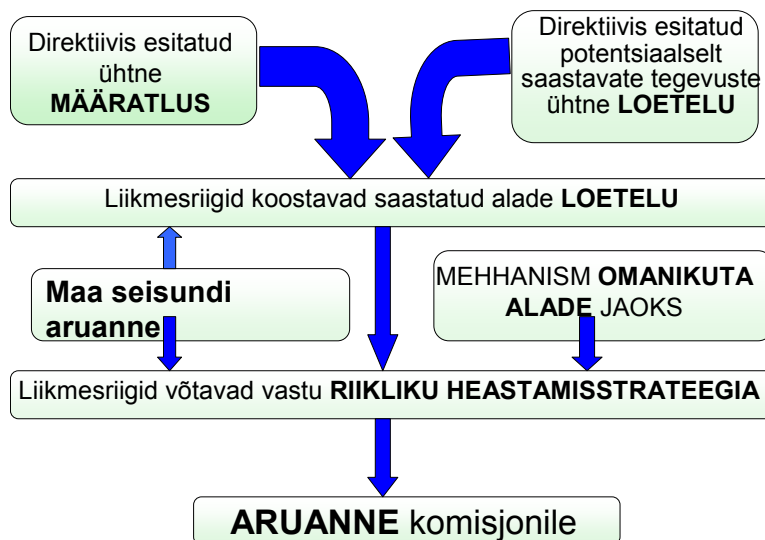 Direktiivis esitatud
ühtne
MÄÄRATLUS
Direktiivis esitatud
potentsiaalselt
saastavate tegevuste
ühtne LOETELU
Liikmesriigid koostavad saastatud alade LOETELU
Maa seisundi
aruanne
MEHHANISM OMANIKUTA
ALADE JAOKS
Liikmesriigid võtavad vastu RIIKLIKU HEASTAMISSTRATEEGIA
ARUANNE komisjonile